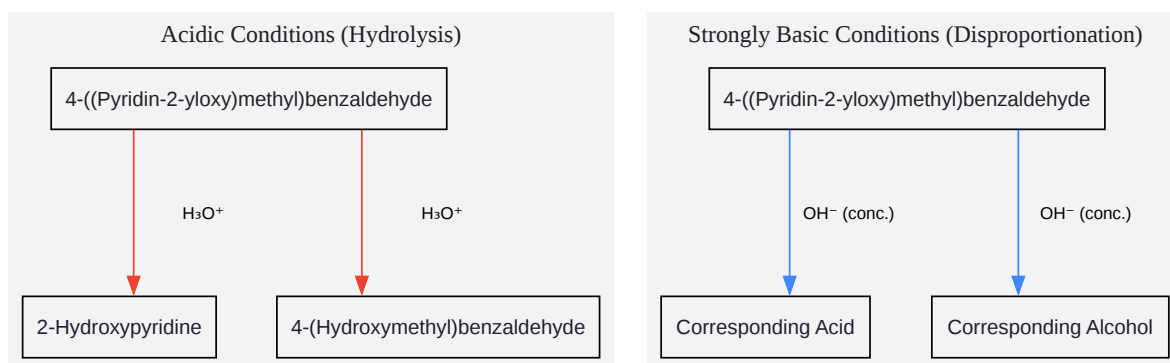 Acidic Conditions (Hydrolysis)
4-((Pyridin-2-yloxy)methyl)benzaldehyde
H₃O⁺
H₃O⁺
2-Hydroxypyridine
4-(Hydroxymethyl)benzaldehyde
Strongly Basic Conditions (Disproportionation)
4-((Pyridin-2-yloxy)methyl)benzaldehyde
OH⁻ (conc.)
OH⁻ (conc.)
Corresponding Acid
Corresponding Alcohol